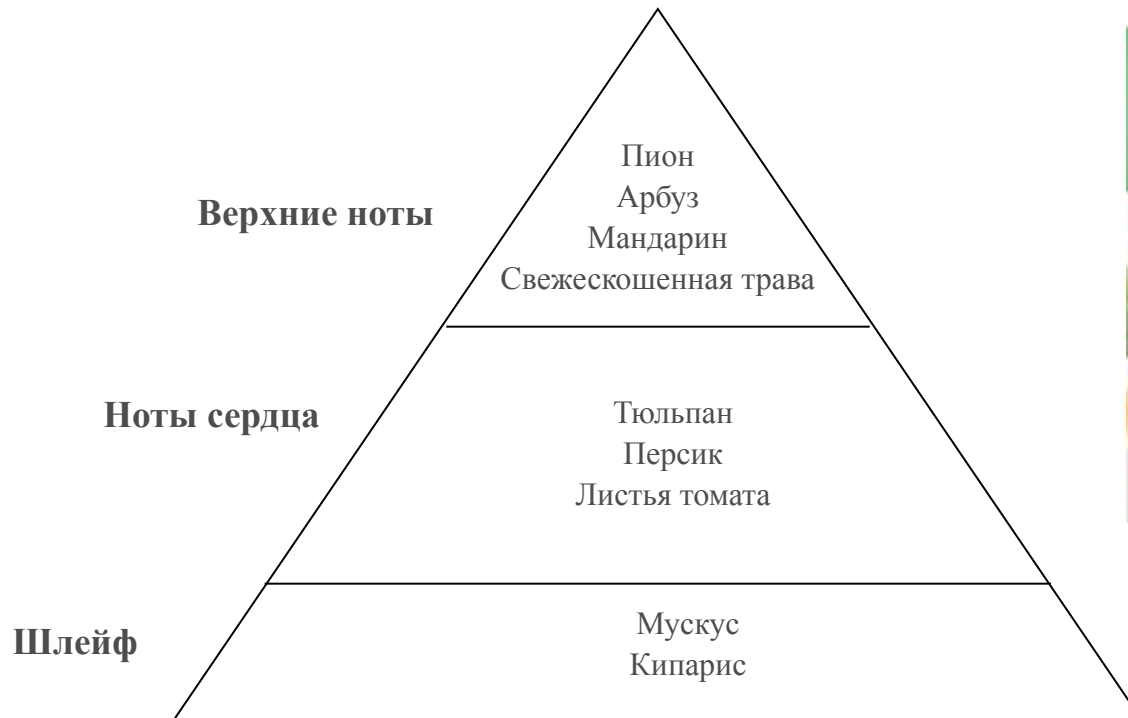 Верхние ноты
Пион
Арбуз
Мандарин
Свежескошенная трава
Ноты сердца
Тюльпан
Персик
Листья томата
Шлейф
Мускус
Кипарис